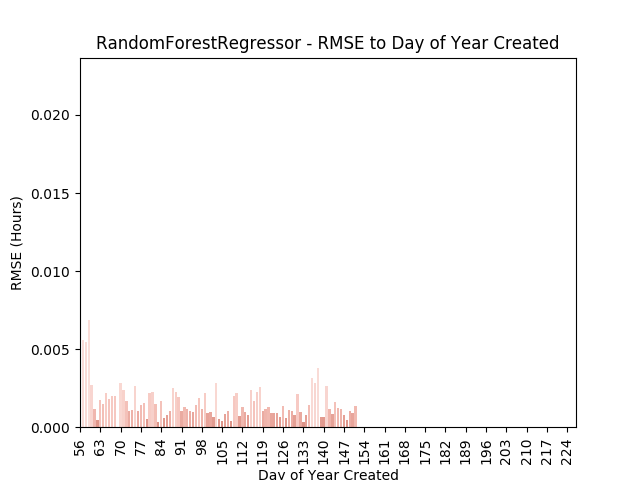 RandomForestRegressor - RMSE to Day of Year Created
RMSE (Hours)
0.020
0.015
0.010
0.005
0.000
56 63 70 77 84 91 98 105 112 119 126 133 140 147 154 161 168 175 182 189 196 203 210 217 224
Day of Year Created